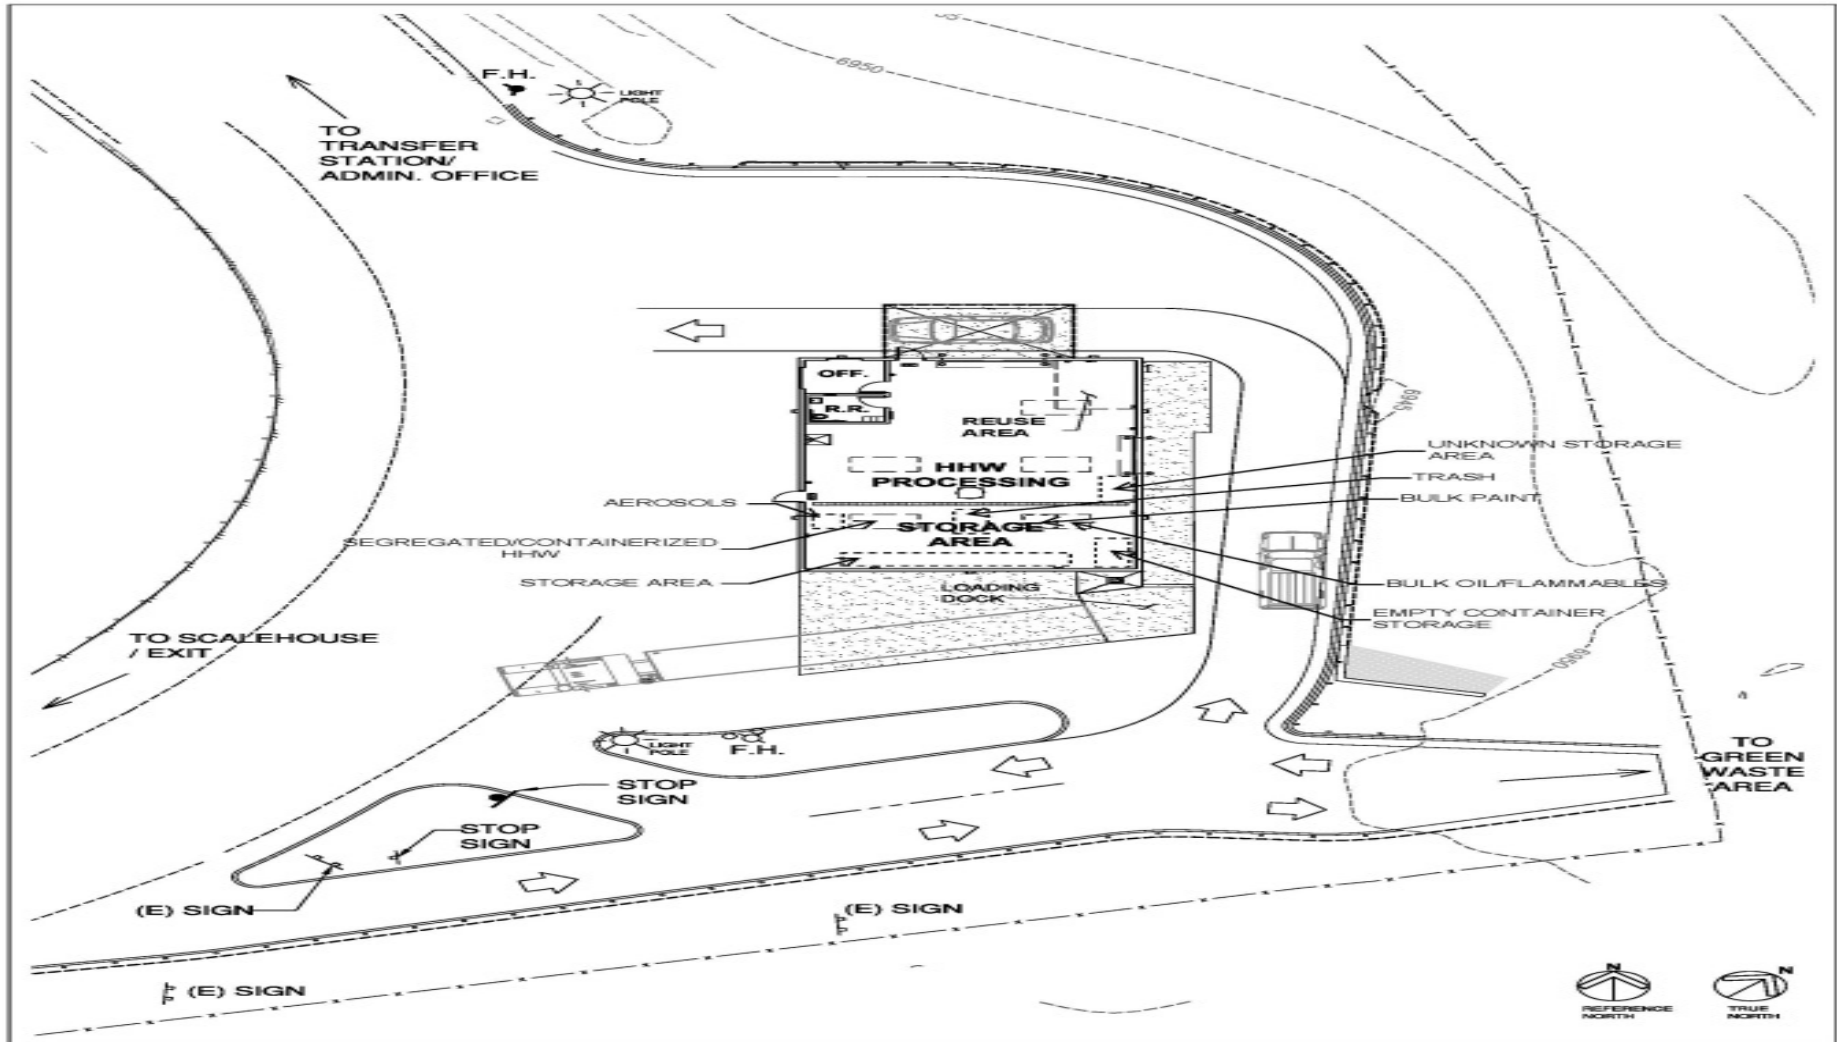 6950
F.H.
LIGHT
POLE
TO
TRANSFER
STATION/
ADMIN. OFFICE
OFF.
R.R.
REUSE
AREA
6945
UNKNOWN STORAGE
AREA
HHW
PROCESSING
TRASH
BULK PAINT
AEROSOLS
STORAGE
AREA
SEGREGATED/CONTAINERIZED
HHW
STORAGE AREA
LOADING
DOCK
BULK OIL/FLAMMABLES
EMPTY CONTAINER
STORAGE
TO SCALEHOUSE
/ EXIT
6950
LIGHT
POLE
F.H.
TO
GREEN
WASTE
AREA
STOP
SIGN
STOP
SIGN
(E) SIGN
(E) SIGN
(E) SIGN
N
REFERENCE
NORTH
N
TRUE
NORTH